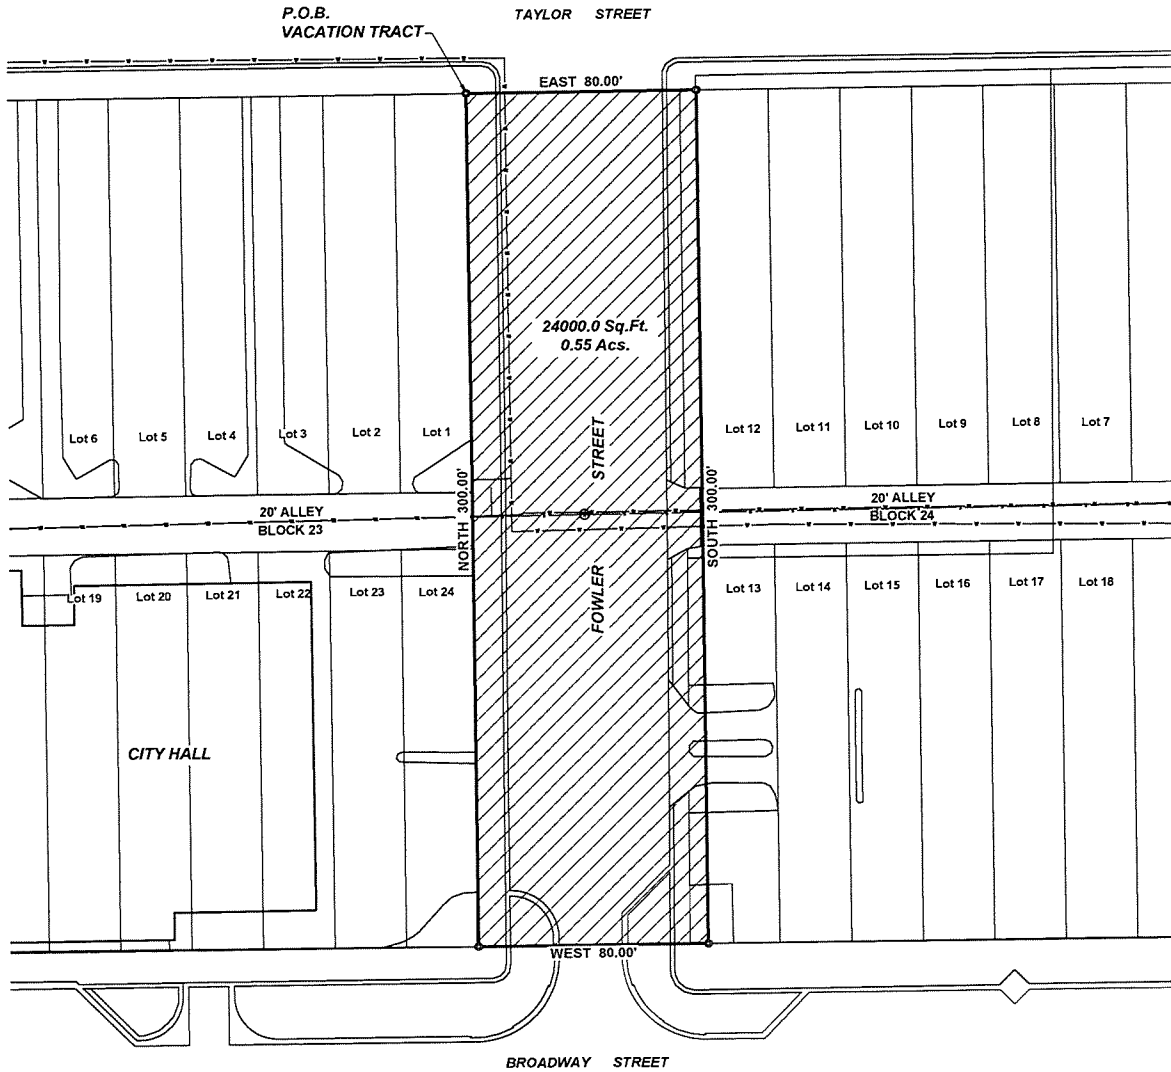 P.O.B.
VACATION TRACT
TAYLOR STREET
EAST 80.00'
24000.0 Sq.Ft.
0.55 Acs.
Lot 6
Lot 5
Lot 4
Lot 3
Lot 2
Lot 1
Lot 12
Lot 11
Lot 10
Lot 9
Lot 8
Lot 7
20' ALLEY
BLOCK 23
NORTH 300.00'
FOWLER STREET
SOUTH 300.00'
20' ALLEY
BLOCK 24
Lot 19
Lot 20
Lot 21
Lot 22
Lot 23
Lot 24
Lot 13
Lot 14
Lot 15
Lot 16
Lot 17
Lot 18
CITY HALL
WEST 80.00'
BROADWAY STREET